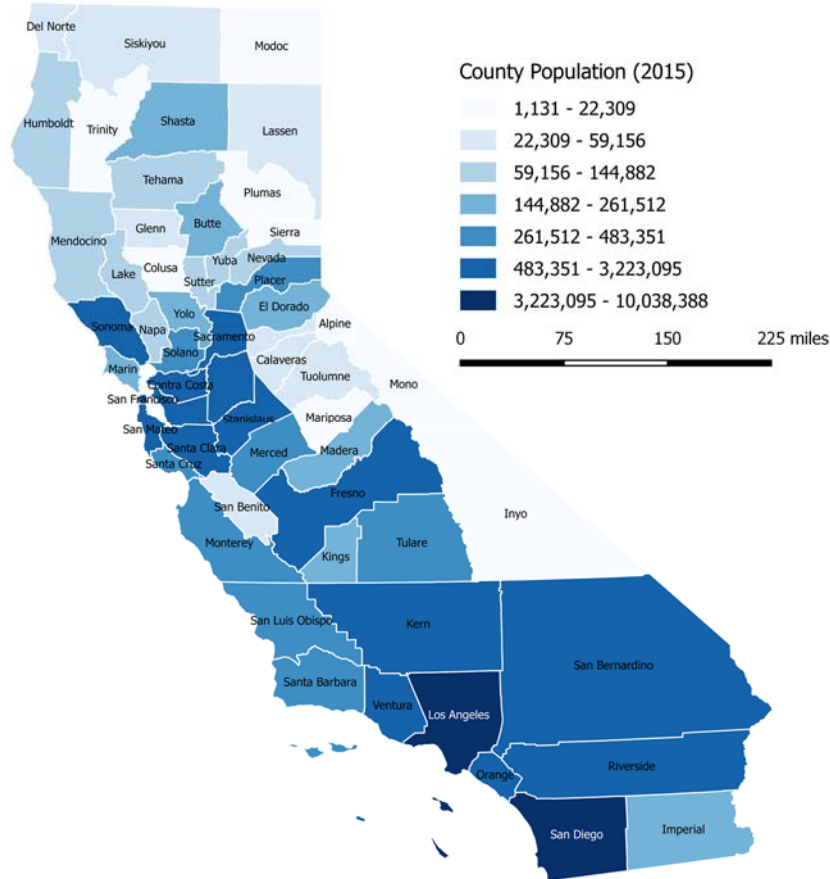 Del Norte
Siskiyou
Modoc
County Population (2015)
1,131 - 22,309
22,309 - 59,156
59,156 - 144,882
144,882 - 261,512
261,512 - 483,351
483,351 - 3,223,095
3,223,095 - 10,038,388
0 75 150 225 miles
Humboldt
Trinity
Shasta
Lassen
Tehama
Plumas
Glenn
Butte
Sierra
Mendocino
Colusa
Lake
Sutter
Yuba
Nevada
Placer
El Dorado
Yolo
Napa
Sonoma
Sacramento
Alpine
Solano
Calaveras
Marin
Tuolumne
Mono
Contra Costa
San Francisco
Stanislaus
Mariposa
San Mateo
Santa Clara
Merced
Madera
Santa Cruz
Fresno
San Benito
Inyo
Monterey
Kings
Tulare
San Luis Obispo
Kern
San Bernardino
Santa Barbara
Ventura
Los Angeles
Orange
Riverside
San Diego
Imperial